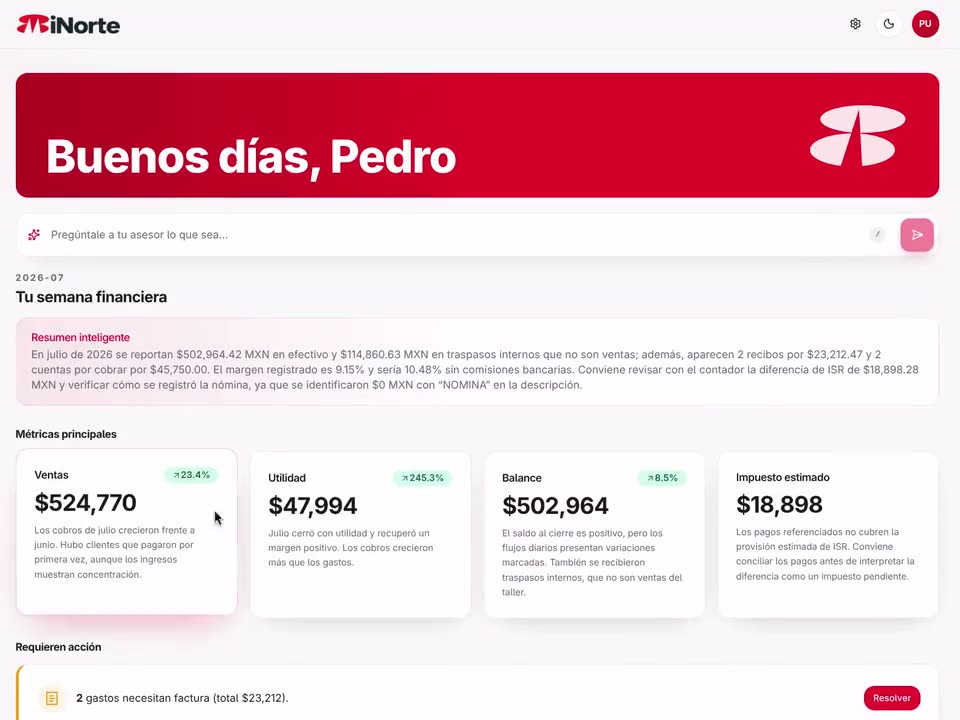 iNorte
PU
Buenos días, Pedro
Pregúntale a tu asesor lo que sea...
/
2026-07
Tu semana financiera
Resumen inteligente
En julio de 2026 se reportan $502,964.42 MXN en efectivo y $114,860.63 MXN en traspasos internos que no son ventas; además, aparecen 2 recibos por $23,212.47 y 2
cuentas por cobrar por $45,750.00. El margen registrado es 9.15% y sería 10.48% sin comisiones bancarias. Conviene revisar con el contador la diferencia de ISR de $18,898.28
MXN y verificar cómo se registró la nómina, ya que se identificaron $0 MXN con “NOMINA” en la descripción.
Métricas principales
Ventas
23.4%
$524,770
Los cobros de julio crecieron frente a
junio. Hubo clientes que pagaron por
primera vez, aunque los ingresos
muestran concentración.
Utilidad
245.3%
$47,994
Julio cerró con utilidad y recuperó un
margen positivo. Los cobros crecieron
más que los gastos.
Balance
8.5%
$502,964
El saldo al cierre es positivo, pero los
flujos diarios presentan variaciones
marcadas. También se recibieron
traspasos internos, que no son ventas del
taller.
Impuesto estimado
$18,898
Los pagos referenciados no cubren la
provisión estimada de ISR. Conviene
conciliar los pagos antes de interpretar la
diferencia como un impuesto pendiente.
Requieren acción
2 gastos necesitan factura (total $23,212).
Resolver